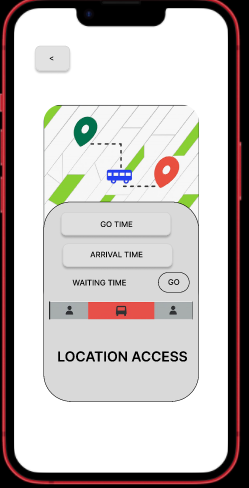 <
GO TIME
ARRIVAL TIME
WAITING TIME GO
LOCATION ACCESS